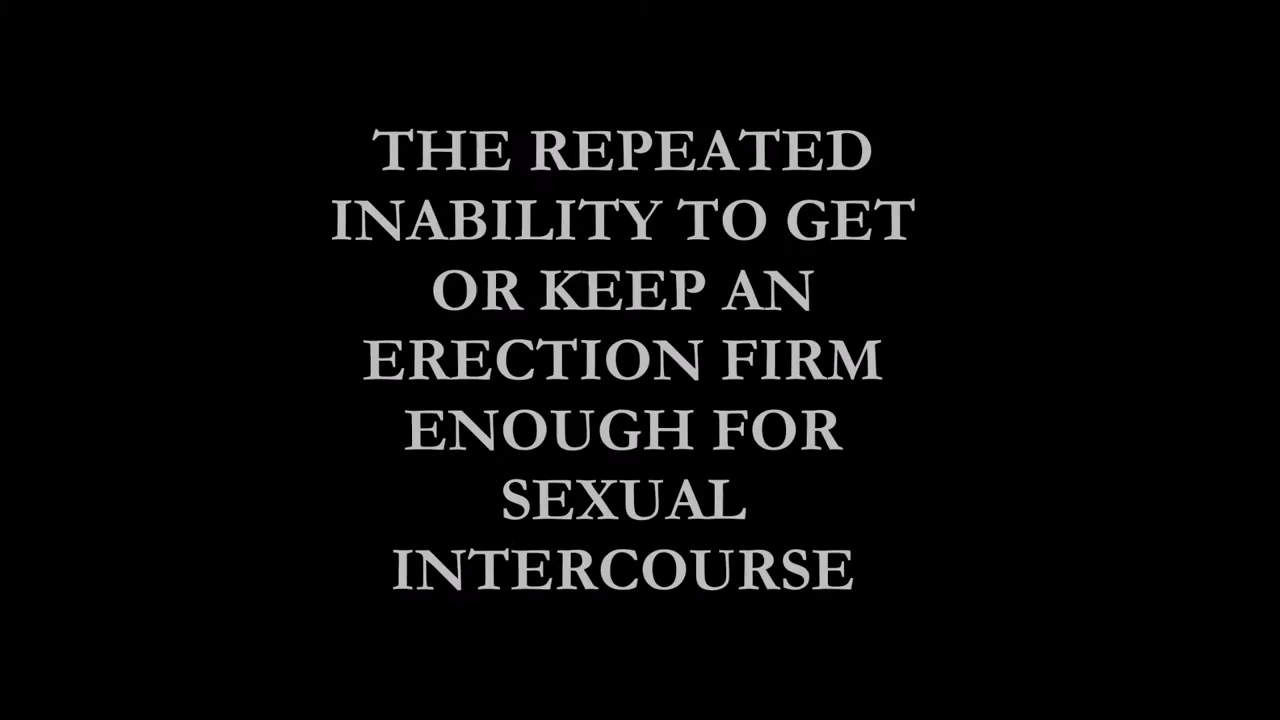 THE REPEATED
INABILITY TO GET
OR KEEP AN
ERECTION FIRM
ENOUGH FOR
SEXUAL
INTERCOURSE